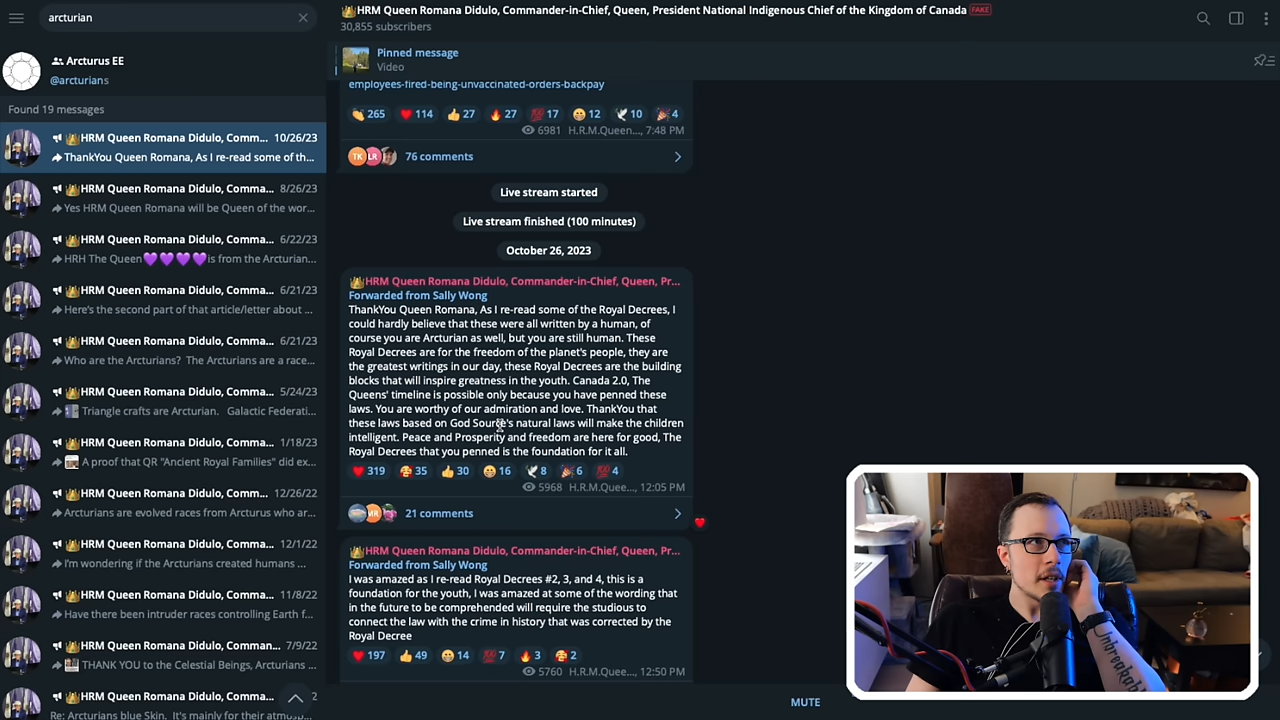 arcturian
Arcturus EE
@arcturians
Found 19 messages
HRM Queen Romana Didulo, Comm... 10/26/23
ThankYou Queen Romana, As I re-read some of th...
HRM Queen Romana Didulo, Comma... 8/26/23
Yes HRM Queen Romana will be Queen of the wor...
HRM Queen Romana Didulo, Comma... 6/22/23
HRH The Queen💜💜💜💜is from the Arcturian...
HRM Queen Romana Didulo, Comma... 6/21/23
Here's the second part of that article/letter about ...
HRM Queen Romana Didulo, Comma... 6/21/23
Who are the Arcturians? The Arcturians are a race...
HRM Queen Romana Didulo, Comma... 5/24/23
Triangle crafts are Arcturian. Galactic Federati...
HRM Queen Romana Didulo, Comma... 1/18/23
A proof that QR "Ancient Royal Families" did ex...
HRM Queen Romana Didulo, Comma... 12/26/22
Arcturians are evolved races from Arcturus who ar...
HRM Queen Romana Didulo, Comma... 12/1/22
I'm wondering if the Arcturians created humans ...
HRM Queen Romana Didulo, Comma... 11/8/22
Have there been intruder races controlling Earth f...
HRM Queen Romana Didulo, Comma... 7/9/22
THANK YOU to the Celestial Beings, Arcturians ...
HRM Queen Romana Didulo, Comma... 2
Re: Arcturians blue Skin. It's mainly for their
👑HRM Queen Romana Didulo, Commander-in-Chief, Queen, President National Indigenous Chief of the Kingdom of Canada FAKE
30,855 subscribers
Pinned message
Video
employees-fired-being-unvaccinated-orders-backpay
👏 265 ❤ 114 👍 27 🔥 27 💯 17 😁 12 🕊 10 🎉 4
6981 H.R.M.Queen..., 7:48 PM
TK LR 76 comments
Live stream started
Live stream finished (100 minutes)
October 26, 2023
👑HRM Queen Romana Didulo, Commander-in-Chief, Queen, Pr...
Forwarded from Sally Wong
ThankYou Queen Romana, As I re-read some of the Royal Decrees, I
could hardly believe that these were all written by a human, of
course you are Arcturian as well, but you are still human. These
Royal Decrees are for the freedom of the planet's people, they are
the greatest writings in our day, these Royal Decrees are the building
blocks that will inspire greatness in the youth. Canada 2.0, The
Queens' timeline is possible only because you have penned these
laws. You are worthy of our admiration and love. ThankYou that
these laws based on God Source's natural laws will make the children
intelligent. Peace and Prosperity and freedom are here for good, The
Royal Decrees that you penned is the foundation for it all.
❤ 319 🥰 35 👍 30 😁 16 🕊 8 🎉 6 💯 4
5968 H.R.M.Quee..., 12:05 PM
MR 21 comments
👑HRM Queen Romana Didulo, Commander-in-Chief, Queen, Pr...
Forwarded from Sally Wong
I was amazed as I re-read Royal Decrees #2, 3, and 4, this is a
foundation for the youth, I was amazed at some of the wording that
in the future to be comprehended will require the studious to
connect the law with the crime in history that was corrected by the
Royal Decree
❤ 197 👍 49 😁 14 💯 7 🔥 3 🥰 2
5760 H.R.M.Quee..., 12:50 PM
MUTE
Unbreakabl